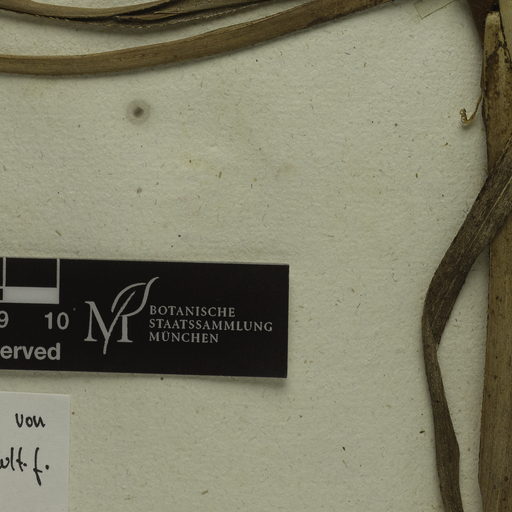 9 10
erved
BOTANISCHE
STAATSSAMMLUNG
MÜNCHEN
von
ult. f.